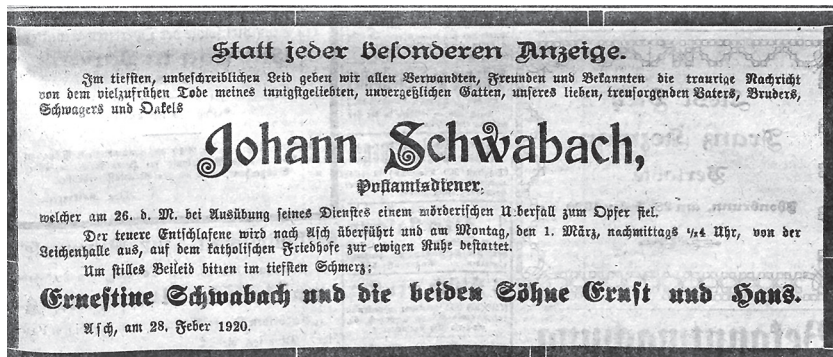 Statt jeder besonderen Anzeige.
Im tiefsten, unbeschreiblichen Leid geben wir allen Verwandten, Freunden und Bekannten die traurige Nachricht
von dem vielzufrühen Tode meines innigstgeliebten, unvergeßlichen Gatten, unseres lieben, treusorgenden Vaters, Bruders,
Schwagers und Onkels
Johann Schwabach,
Postamtsdiener,
welcher am 26. d. M. bei Ausübung seines Dienstes einem mörderischen Ueberfall zum Opfer fiel.
Der teuere Entschlafene wird nach Asch überführt und am Montag, den 1. März, nachmittags ½4 Uhr, von der
Leichenhalle aus, auf dem katholischen Friedhofe zur ewigen Ruhe bestattet.
Um stilles Beileid bitten im tiefsten Schmerz:
Ernestine Schwabach und die beiden Söhne Ernst und Hans.
Asch, am 28. Feber 1920.